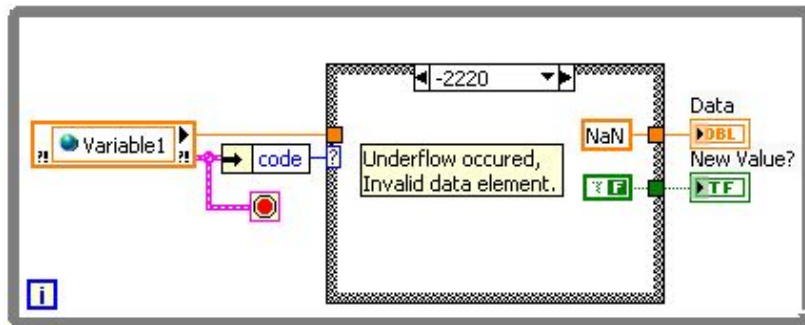 -2220
Variable1
?!
?!
code
?
Underflow occured,
Invalid data element.
NaN
F
Data
DBL
New Value?
TF
i